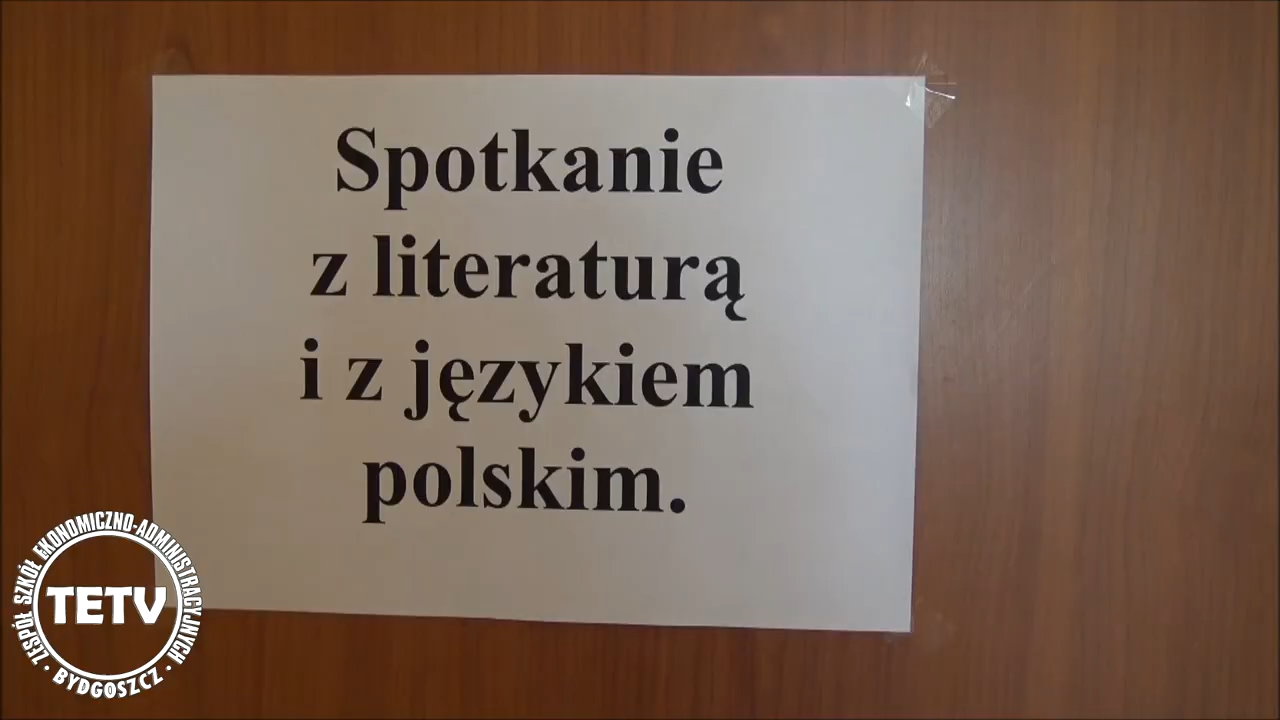 Spotkanie
z literaturą
i z językiem
polskim.
ZESPÓŁ SZKÓŁ EKONOMICZNO-ADMINISTRACYJNYCH
TETV
• BYDGOSZCZ •